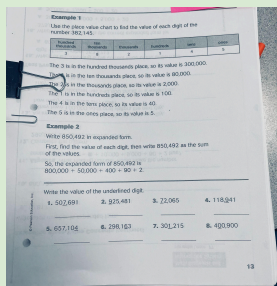 Example 1
Use the place value chart to find the value of each digit of the
number 382,145.
hundred thousands ten thousands thousands hundreds tens ones
3 8 2 1 4 5
The 3 is in the hundred thousands place, so its value is 300,000.
The 8 is in the ten thousands place, so its value is 80,000.
The 2 is in the thousands place, so its value is 2,000.
The 1 is in the hundreds place, so its value is 100.
The 4 is in the tens place, so its value is 40.
The 5 is in the ones place, so its value is 5.
Example 2
Write 850,492 in expanded form.
First, find the value of each digit, then write 850,492 as the sum
of the values.
So, the expanded form of 850,492 is
800,000 + 50,000 + 400 + 90 + 2.
Write the value of the underlined digit.
1. 507,691 2. 925,481 3. 72,065 4. 118,941
5. 657,104 6. 298,163 7. 301,215 8. 400,900
13